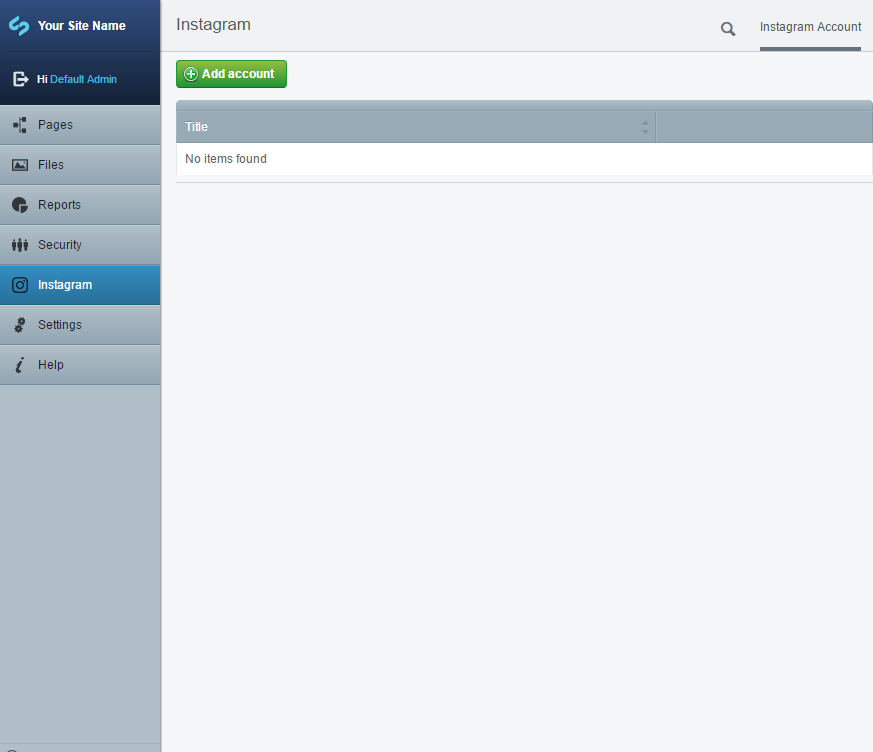 Your Site Name
Hi Default Admin
Pages
Files
Reports
Security
Instagram
Settings
Help
Instagram
Instagram Account
Add account
Title
No items found